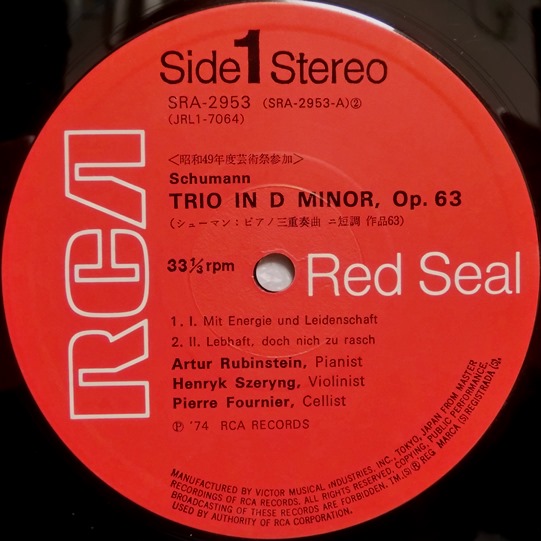 Side 1 Stereo
SRA-2953 (SRA-2953-A)②
(JRL1-7064)
<昭和49年度芸術祭参加>
Schumann
TRIO IN D MINOR, Op. 63
(シューマン:ピアノ三重奏曲 ニ短調 作品63)
33⅓ rpm
RCA
Red Seal
1. I. Mit Energie und Leidenschaft
2. II. Lebhaft, doch nich zu rasch
Artur Rubinstein, Pianist
Henryk Szeryng, Violinist
Pierre Fournier, Cellist
Ⓟ '74 RCA RECORDS
MANUFACTURED BY VICTOR MUSICAL INDUSTRIES, INC., TOKYO, JAPAN FROM MASTER
RECORDINGS OF RCA RECORDS. ALL RIGHTS RESERVED, COPYING, PUBLIC PERFORMANCE,
BROADCASTING OF THESE RECORDS ARE FORBIDDEN. TM.(S) ® REG MARCA (S) REGISTRADA (S).
USED BY AUTHORITY OF RCA CORPORATION.